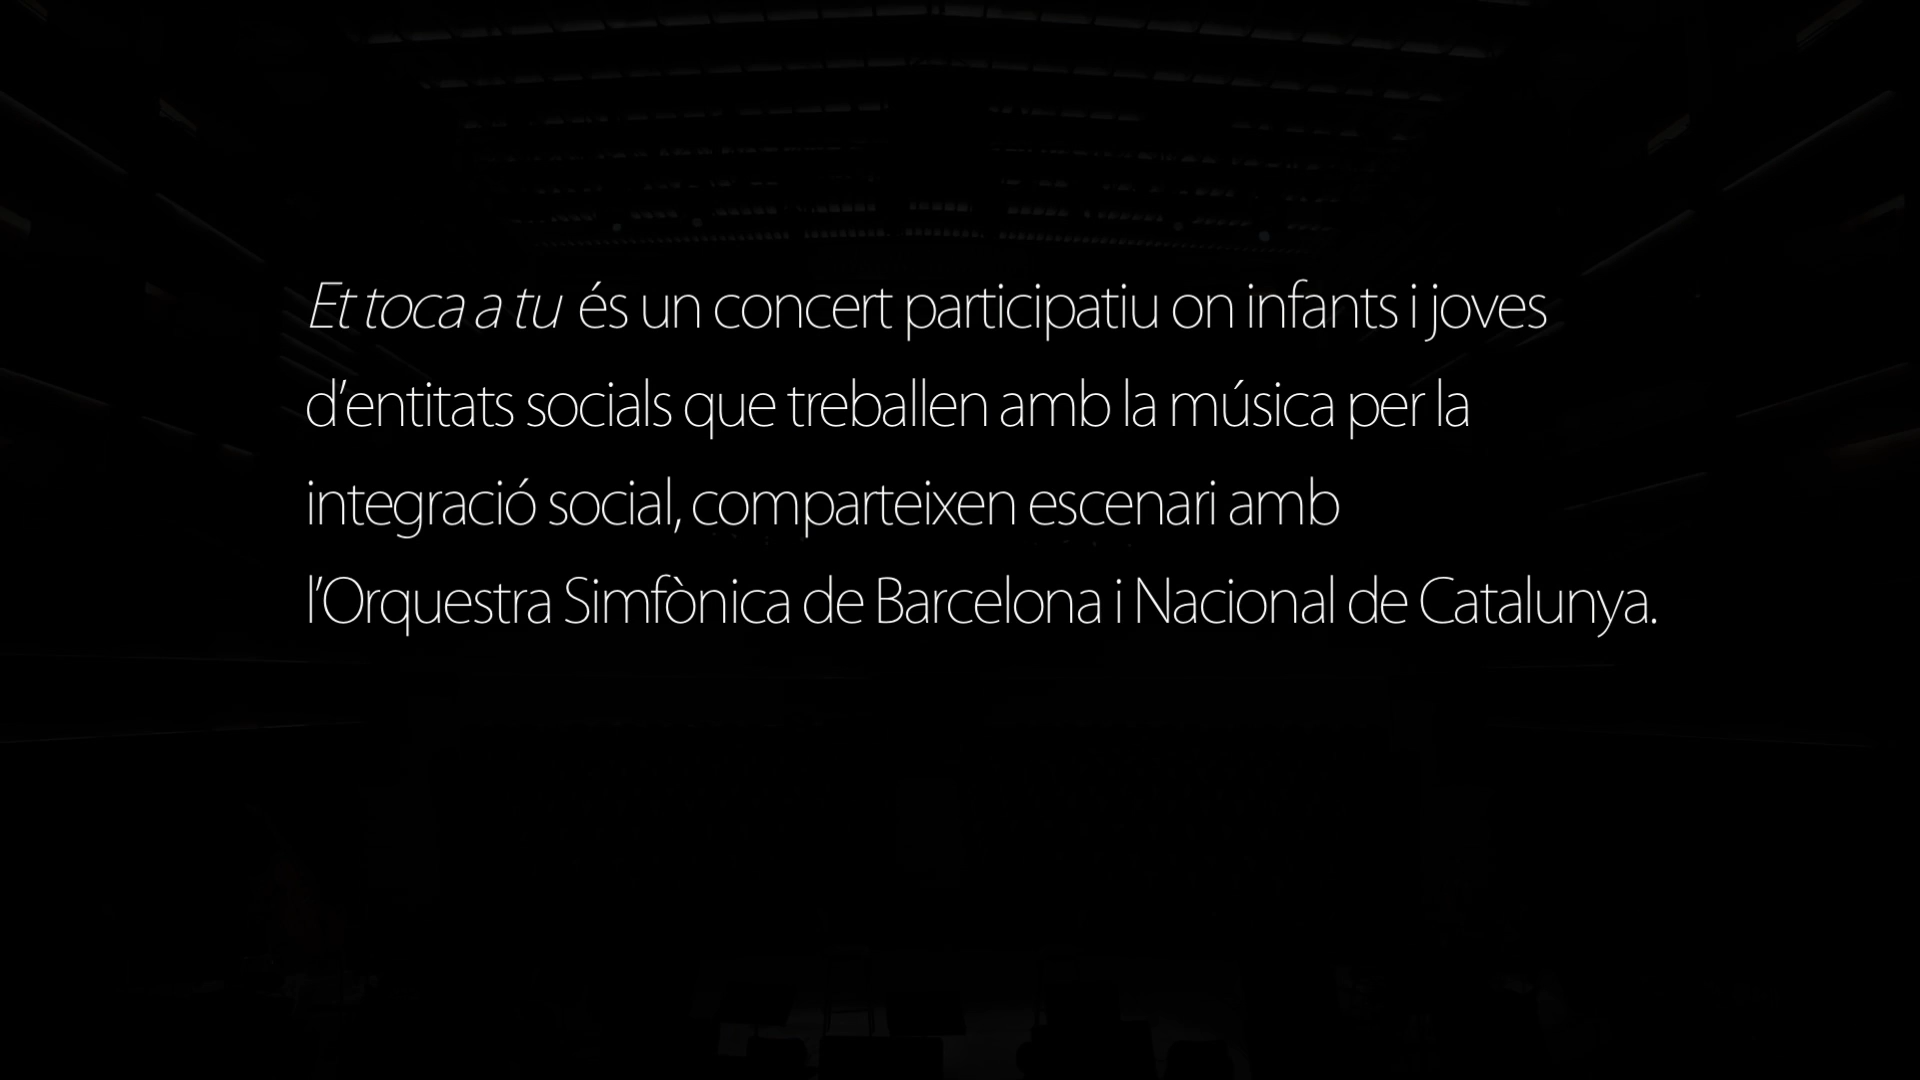 Et toca a tu és un concert participatiu on infants i joves
d’entitats socials que treballen amb la música per la
integració social, comparteixen escenari amb
l’Orquestra Simfònica de Barcelona i Nacional de Catalunya.